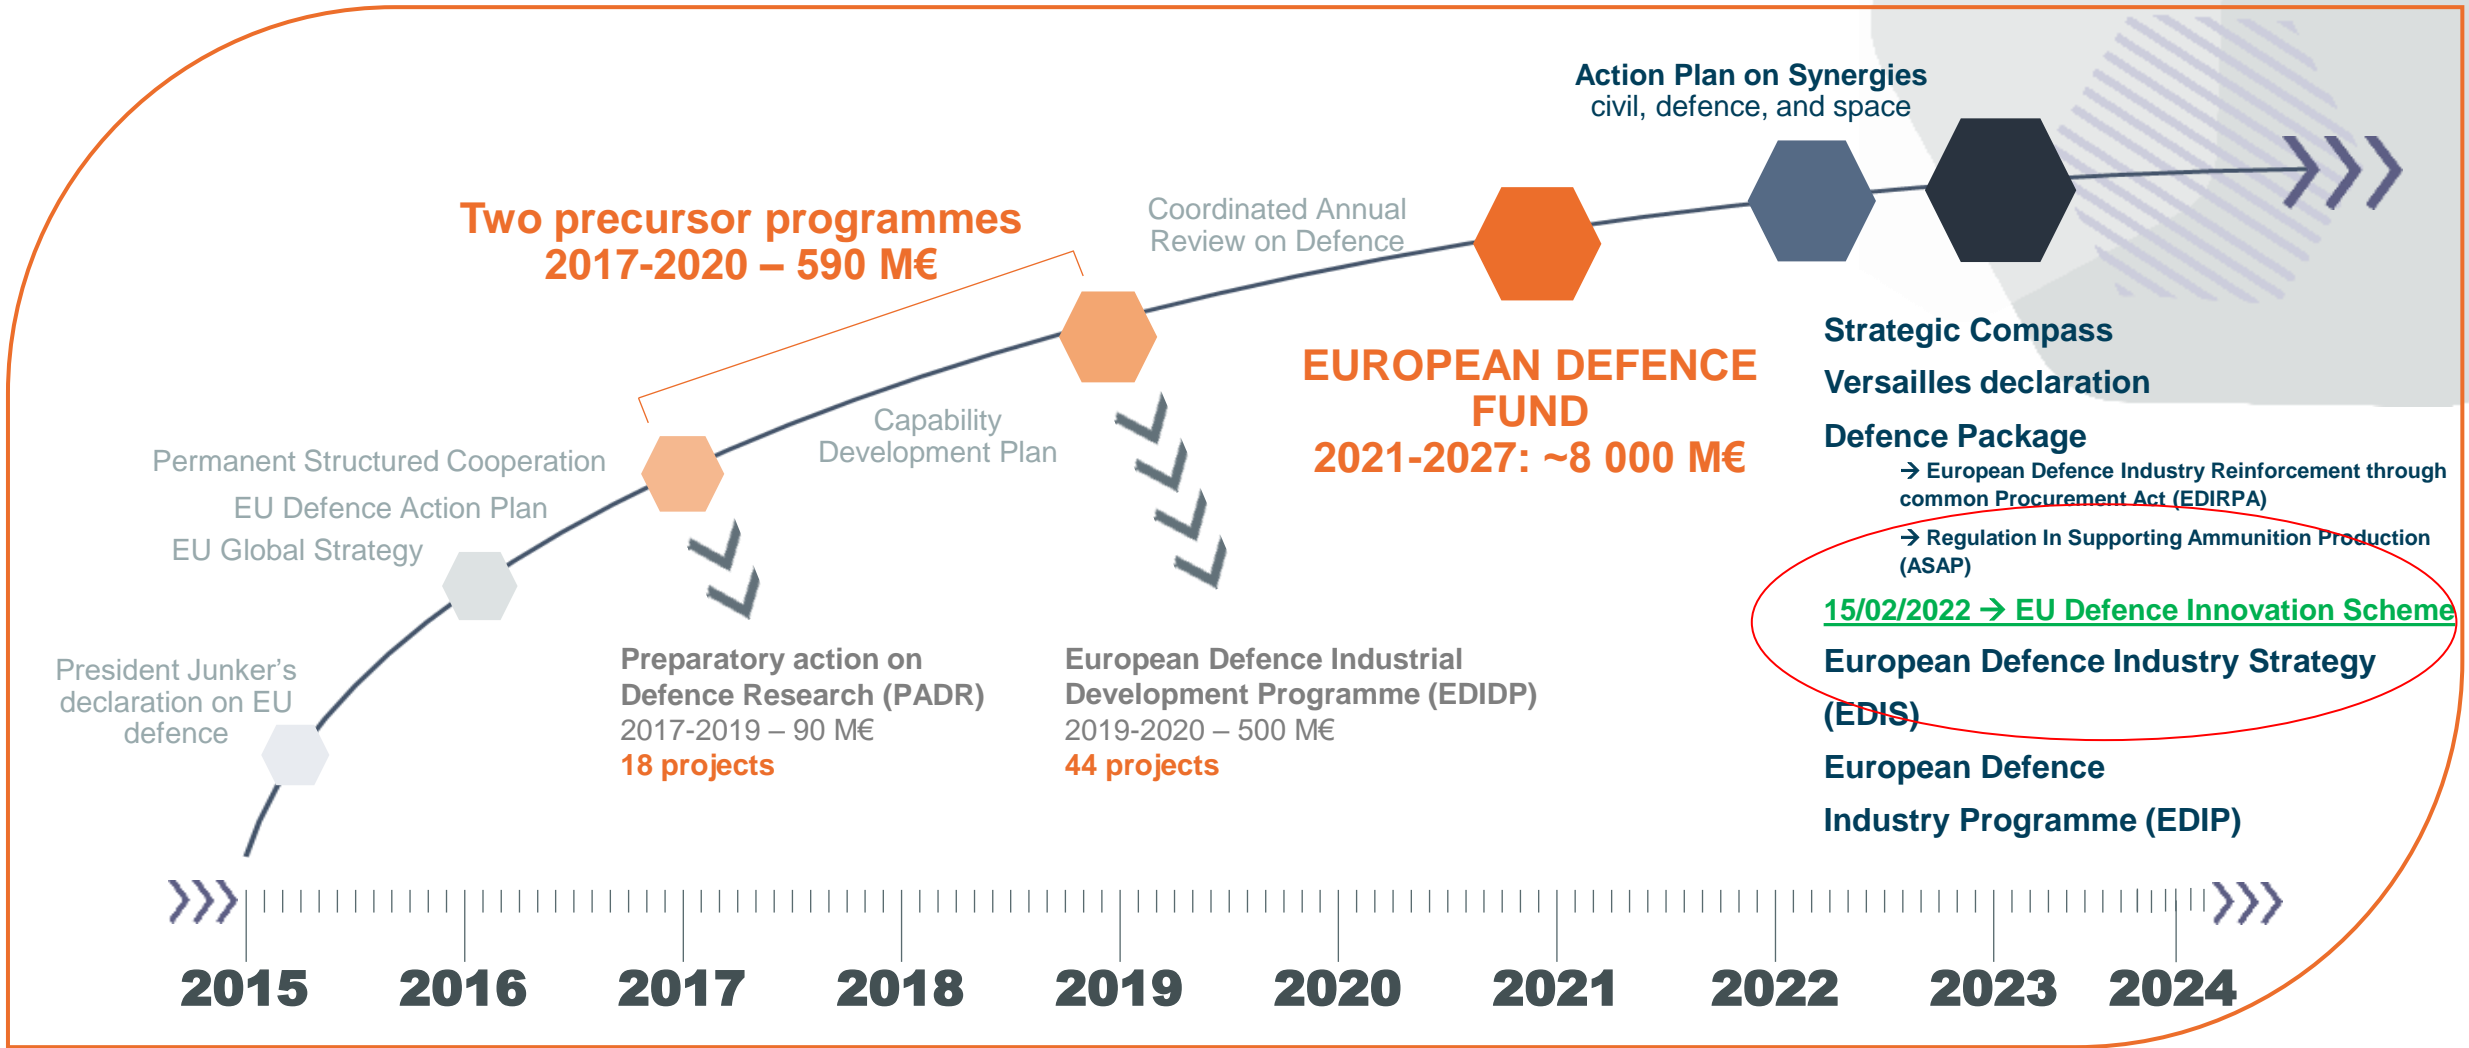 Action Plan on Synergies
civil, defence, and space
Two precursor programmes
2017-2020 – 590 M€
Coordinated Annual
Review on Defence
EUROPEAN DEFENCE
FUND
2021-2027: ~8 000 M€
Capability
Development Plan
Permanent Structured Cooperation
EU Defence Action Plan
EU Global Strategy
President Junker's
declaration on EU
defence
Preparatory action on
Defence Research (PADR)
2017-2019 – 90 M€
18 projects
European Defence Industrial
Development Programme (EDIDP)
2019-2020 – 500 M€
44 projects
Strategic Compass
Versailles declaration
Defence Package
→ European Defence Industry Reinforcement through
common Procurement Act (EDIRPA)
→ Regulation In Supporting Ammunition Production
(ASAP)
15/02/2022 → EU Defence Innovation Scheme
European Defence Industry Strategy
(EDIS)
European Defence
Industry Programme (EDIP)
2015 2016 2017 2018 2019 2020 2021 2022 2023 2024